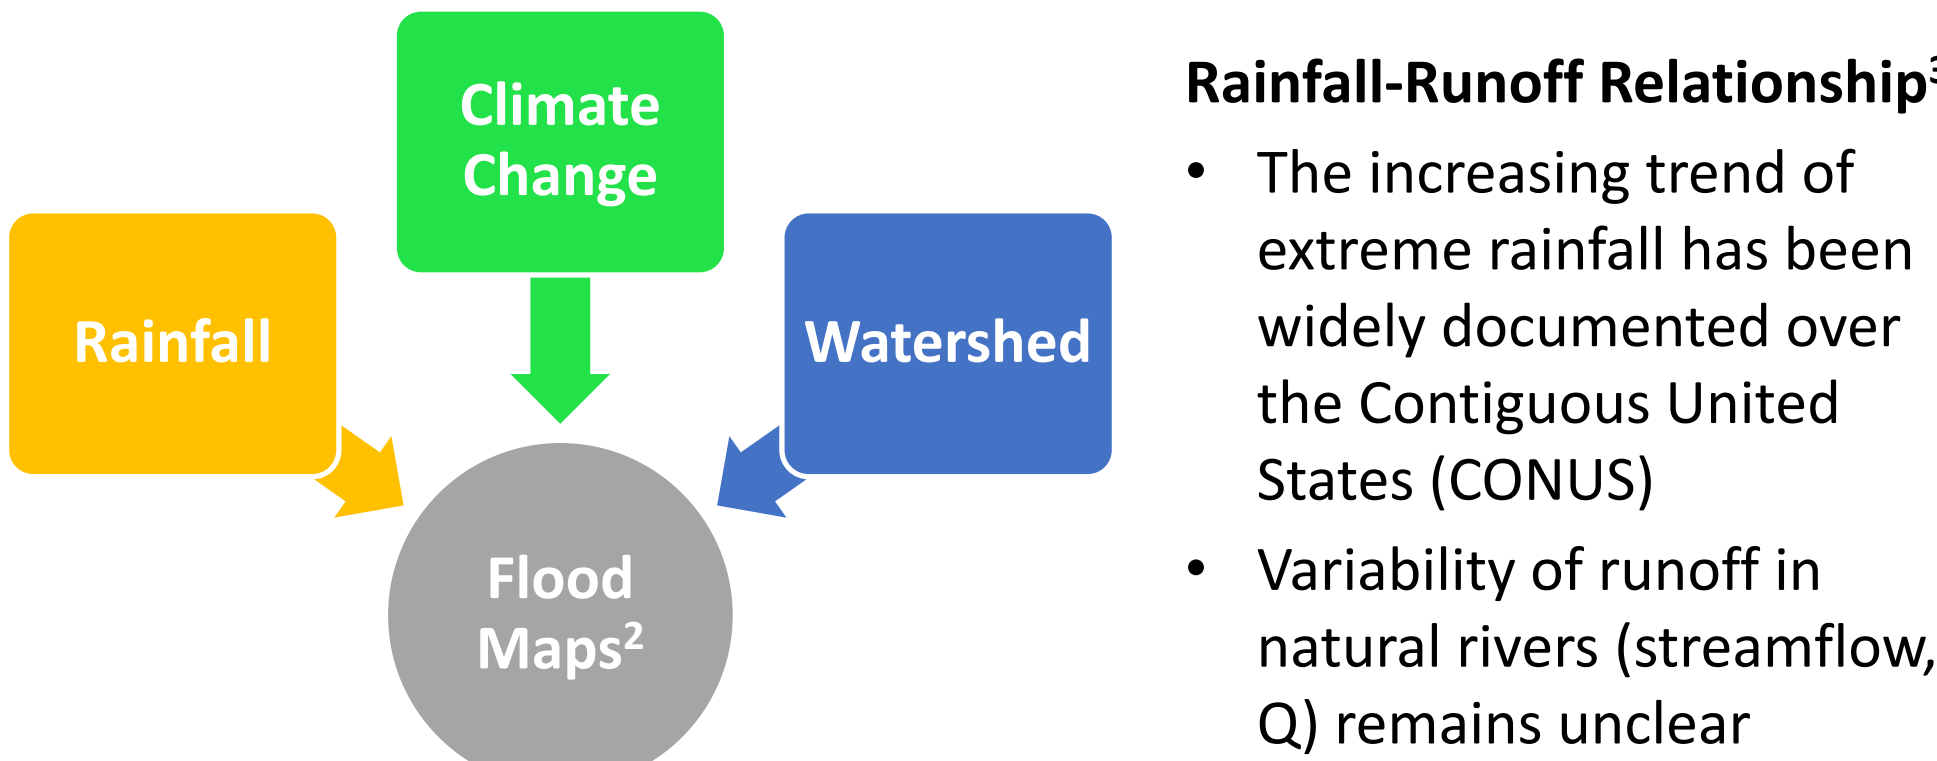 Climate
Change
Rainfall
Watershed
Flood
Maps²
Rainfall-Runoff Relationship³
• The increasing trend of
extreme rainfall has been
widely documented over
the Contiguous United
States (CONUS)
• Variability of runoff in
natural rivers (streamflow,
Q) remains unclear